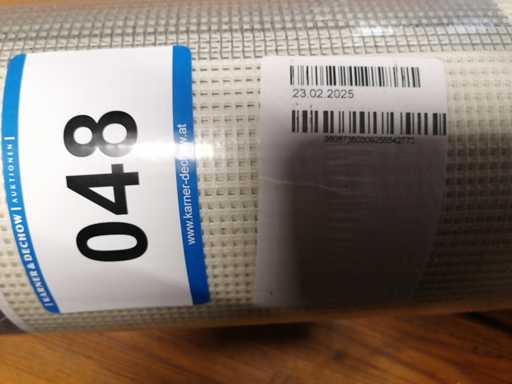 | KARNER & DECHOW | AUKTIONEN |
048
www.karner-dechow.at
23.02.2025